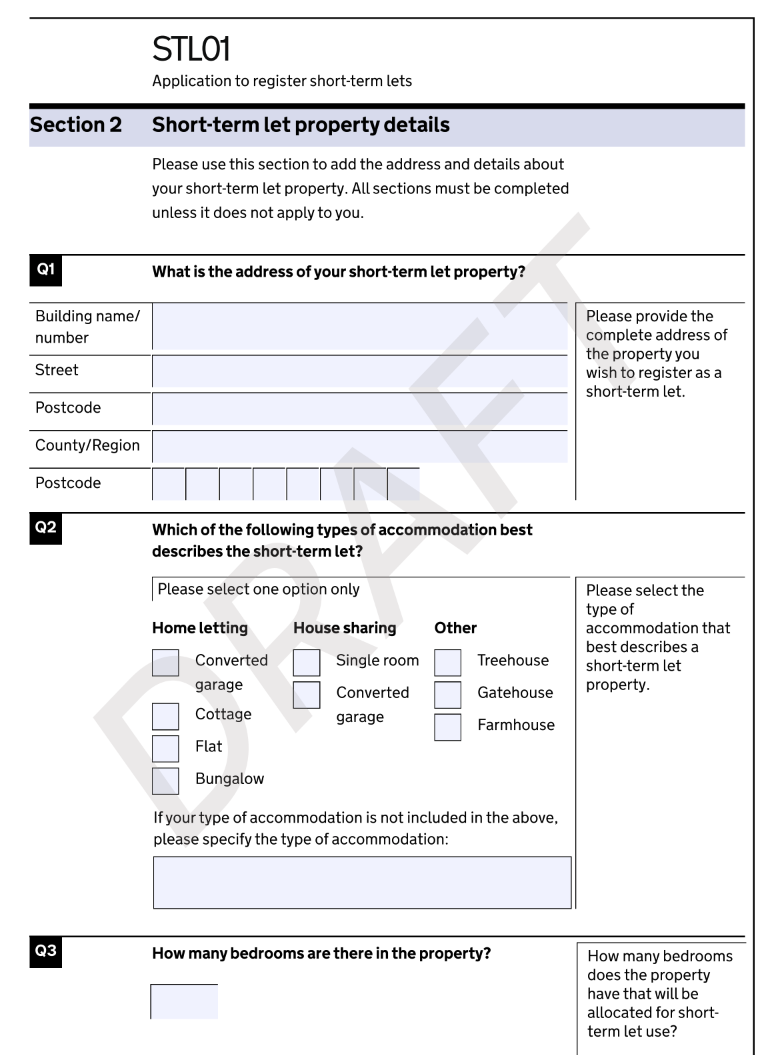 STL01
Application to register short-term lets
Section 2 Short-term let property details
Please use this section to add the address and details about
your short-term let property. All sections must be completed
unless it does not apply to you.
Q1 What is the address of your short-term let property?
Building name/
number
Street
Postcode
County/Region
Postcode
Please provide the
complete address of
the property you
wish to register as a
short-term let.
Q2 Which of the following types of accommodation best
describes the short-term let?
Please select one option only
Home letting
Converted
garage
Cottage
Flat
Bungalow
House sharing
Single room
Converted
garage
Other
Treehouse
Gatehouse
Farmhouse
If your type of accommodation is not included in the above,
please specify the type of accommodation:
Please select the
type of
accommodation that
best describes a
short-term let
property.
Q3 How many bedrooms are there in the property?
How many bedrooms
does the property
have that will be
allocated for short-
term let use?
DRAFT